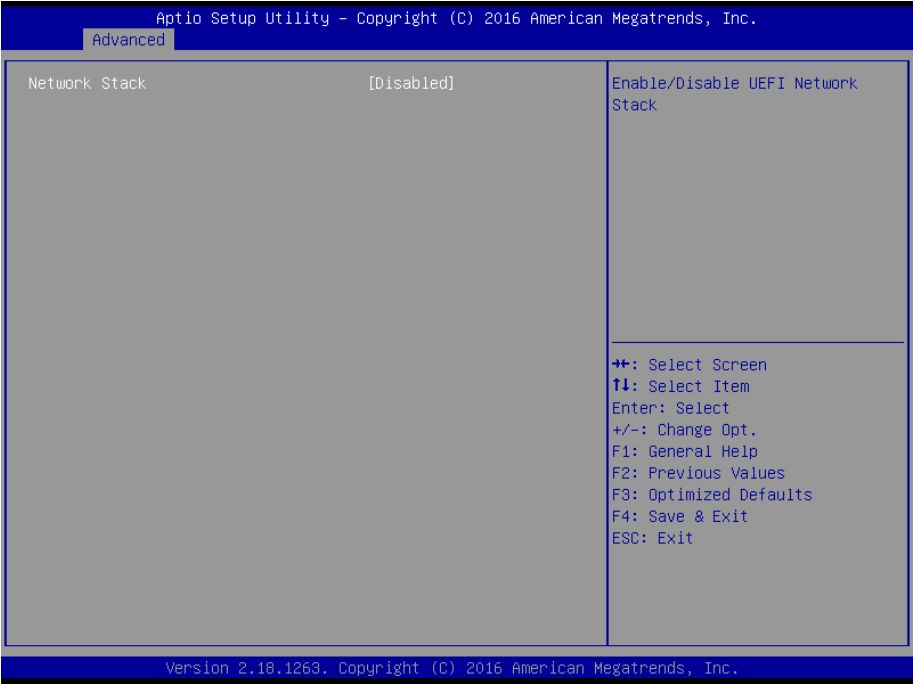 Aptio Setup Utility – Copyright (C) 2016 American Megatrends, Inc.
Advanced
Network Stack [Disabled]
Enable/Disable UEFI Network
Stack
→←: Select Screen
↑↓: Select Item
Enter: Select
+/-: Change Opt.
F1: General Help
F2: Previous Values
F3: Optimized Defaults
F4: Save & Exit
ESC: Exit
Version 2.18.1263. Copyright (C) 2016 American Megatrends, Inc.